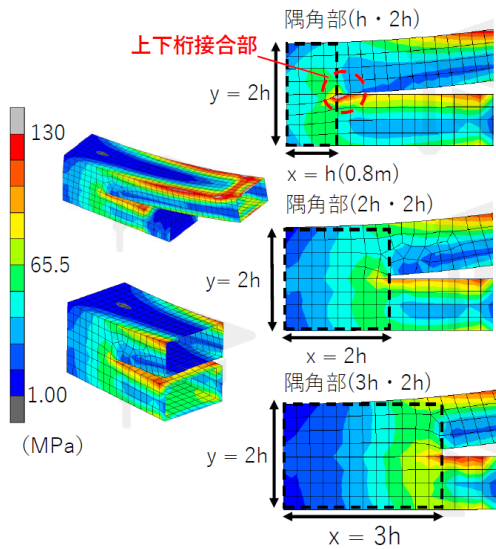 隅角部(h・2h)
上下桁接合部
y = 2h
x = h(0.8m)
130
65.5
1.00
(MPa)
隅角部(2h・2h)
y= 2h
x = 2h
隅角部(3h・2h)
y= 2h
x = 3h